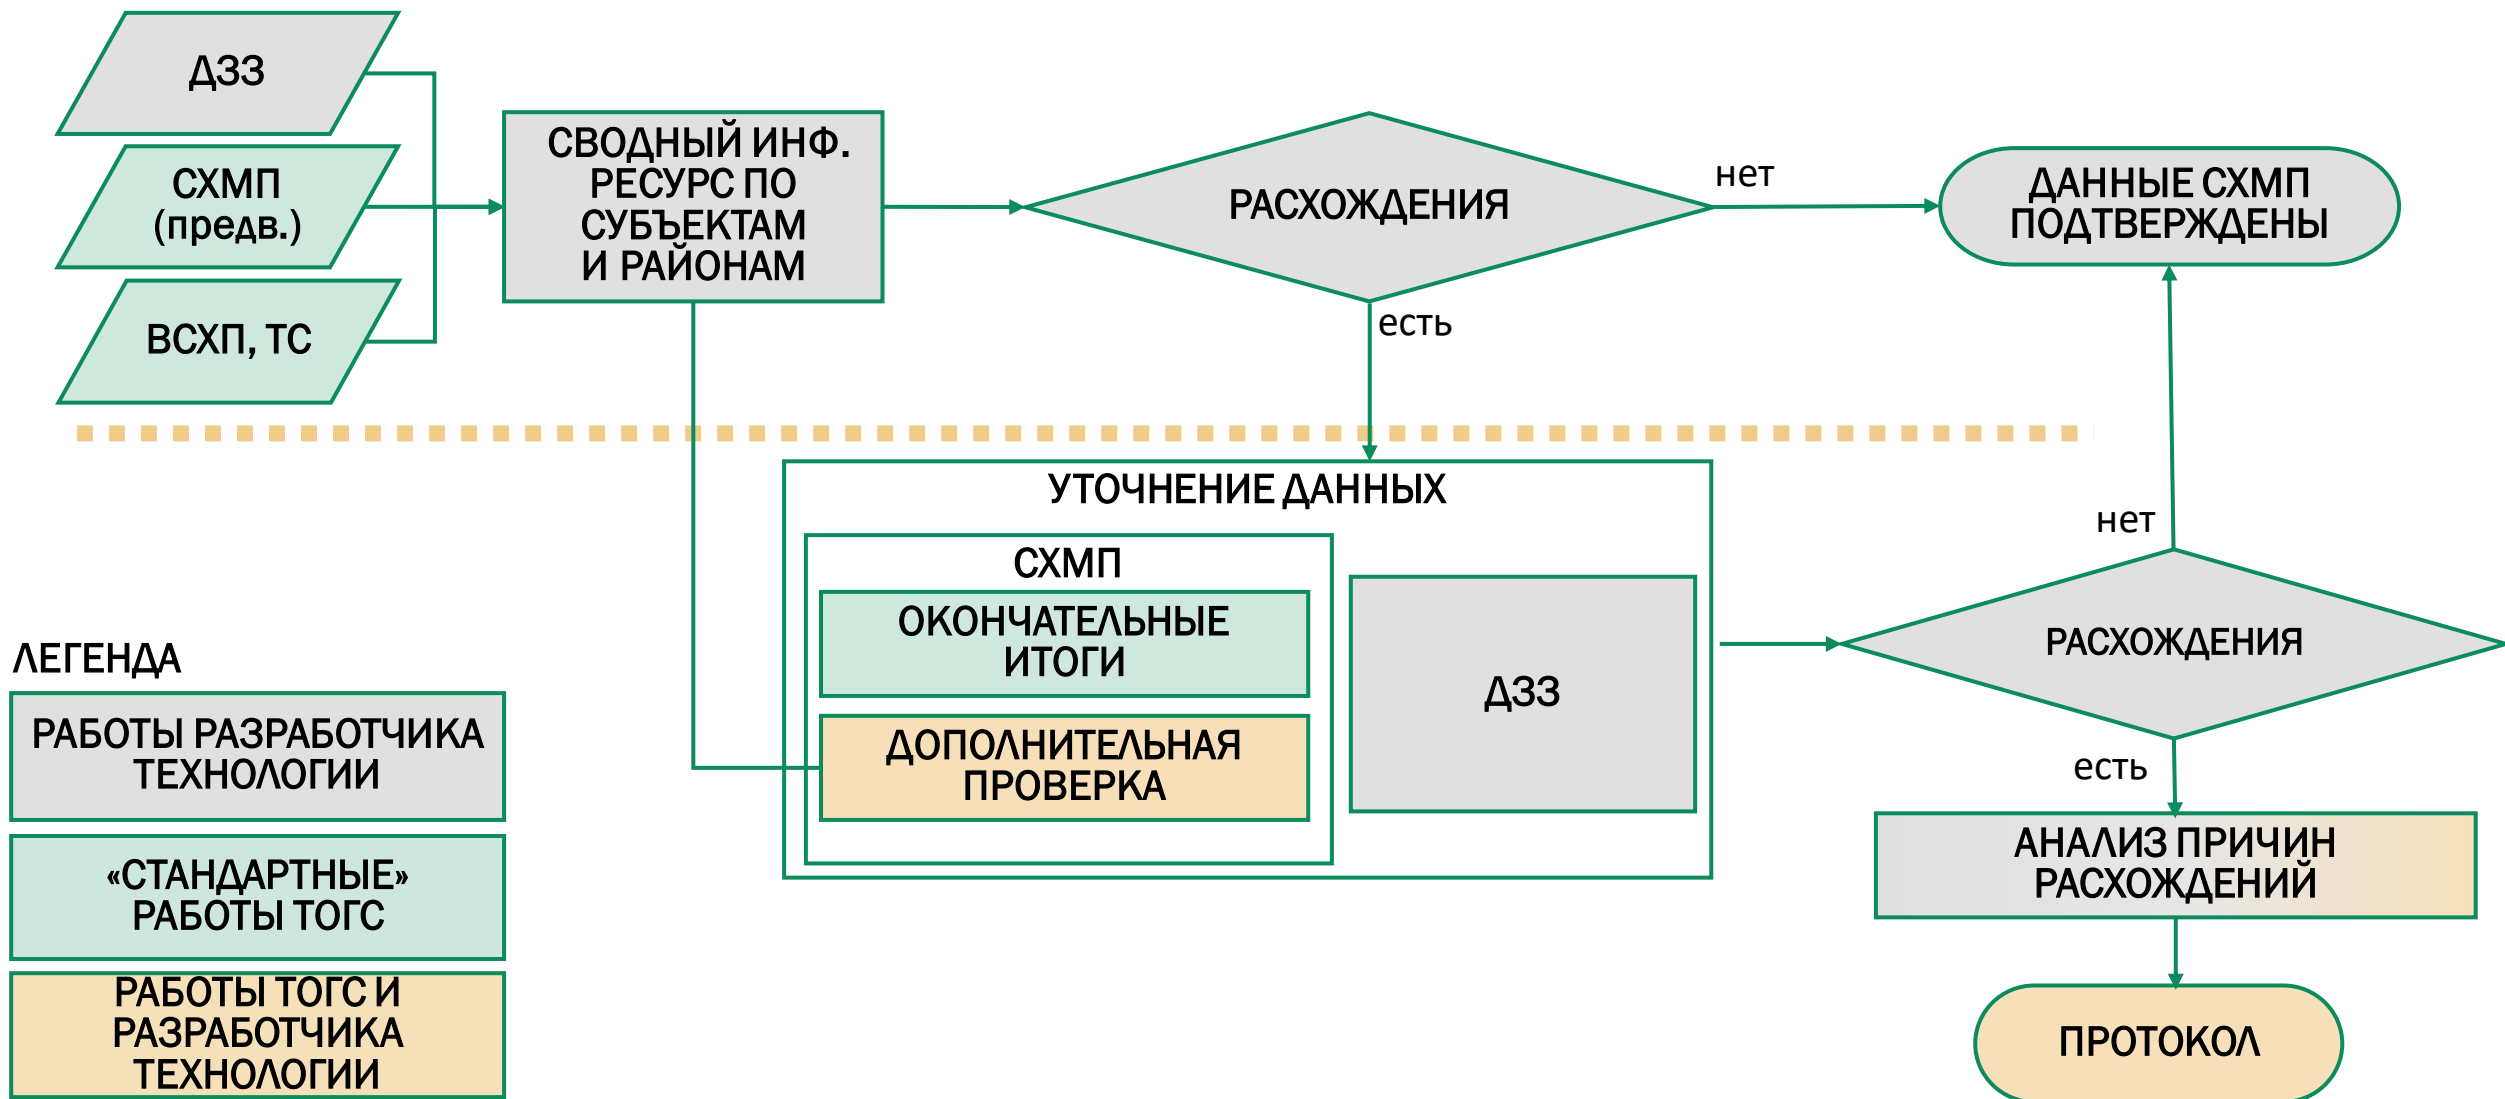 ДЗЗ
СХМП
(предв.)
ВСХП, ТС
СВОДНЫЙ ИНФ.
РЕСУРС ПО
СУБЪЕКТАМ
И РАЙОНАМ
РАСХОЖДЕНИЯ
нет
ДАННЫЕ СХМП
ПОДТВЕРЖДЕНЫ
есть
УТОЧНЕНИЕ ДАННЫХ
СХМП
ОКОНЧАТЕЛЬНЫЕ
ИТОГИ
ДОПОЛНИТЕЛЬНАЯ
ПРОВЕРКА
ДЗЗ
нет
РАСХОЖДЕНИЯ
есть
АНАЛИЗ ПРИЧИН
РАСХОЖДЕНИЙ
ПРОТОКОЛ
ЛЕГЕНДА
РАБОТЫ РАЗРАБОТЧИКА
ТЕХНОЛОГИИ
«СТАНДАРТНЫЕ»
РАБОТЫ ТОГС
РАБОТЫ ТОГС И
РАЗРАБОТЧИКА
ТЕХНОЛОГИИ